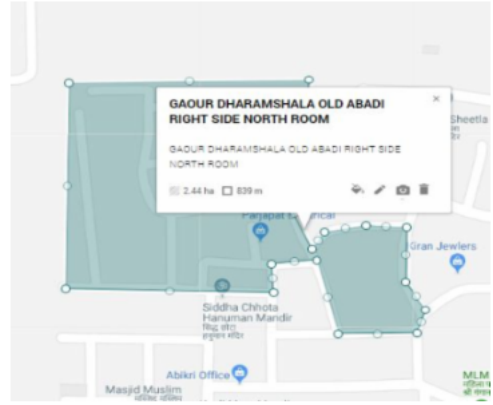 GAOUR DHARAMSHALA OLD ABADI
RIGHT SIDE NORTH ROOM
×
Sheetla
GAOUR DHARAMSHALA OLD ABADI RIGHT SIDE
NORTH ROOM
2.44 ha 839 m
Gran Jewlers
Siddha Chhota
Hanuman Mandir
सिद्ध छोटा
हनुमान मंदिर
Abikri Office
MLM
Masjid Muslim